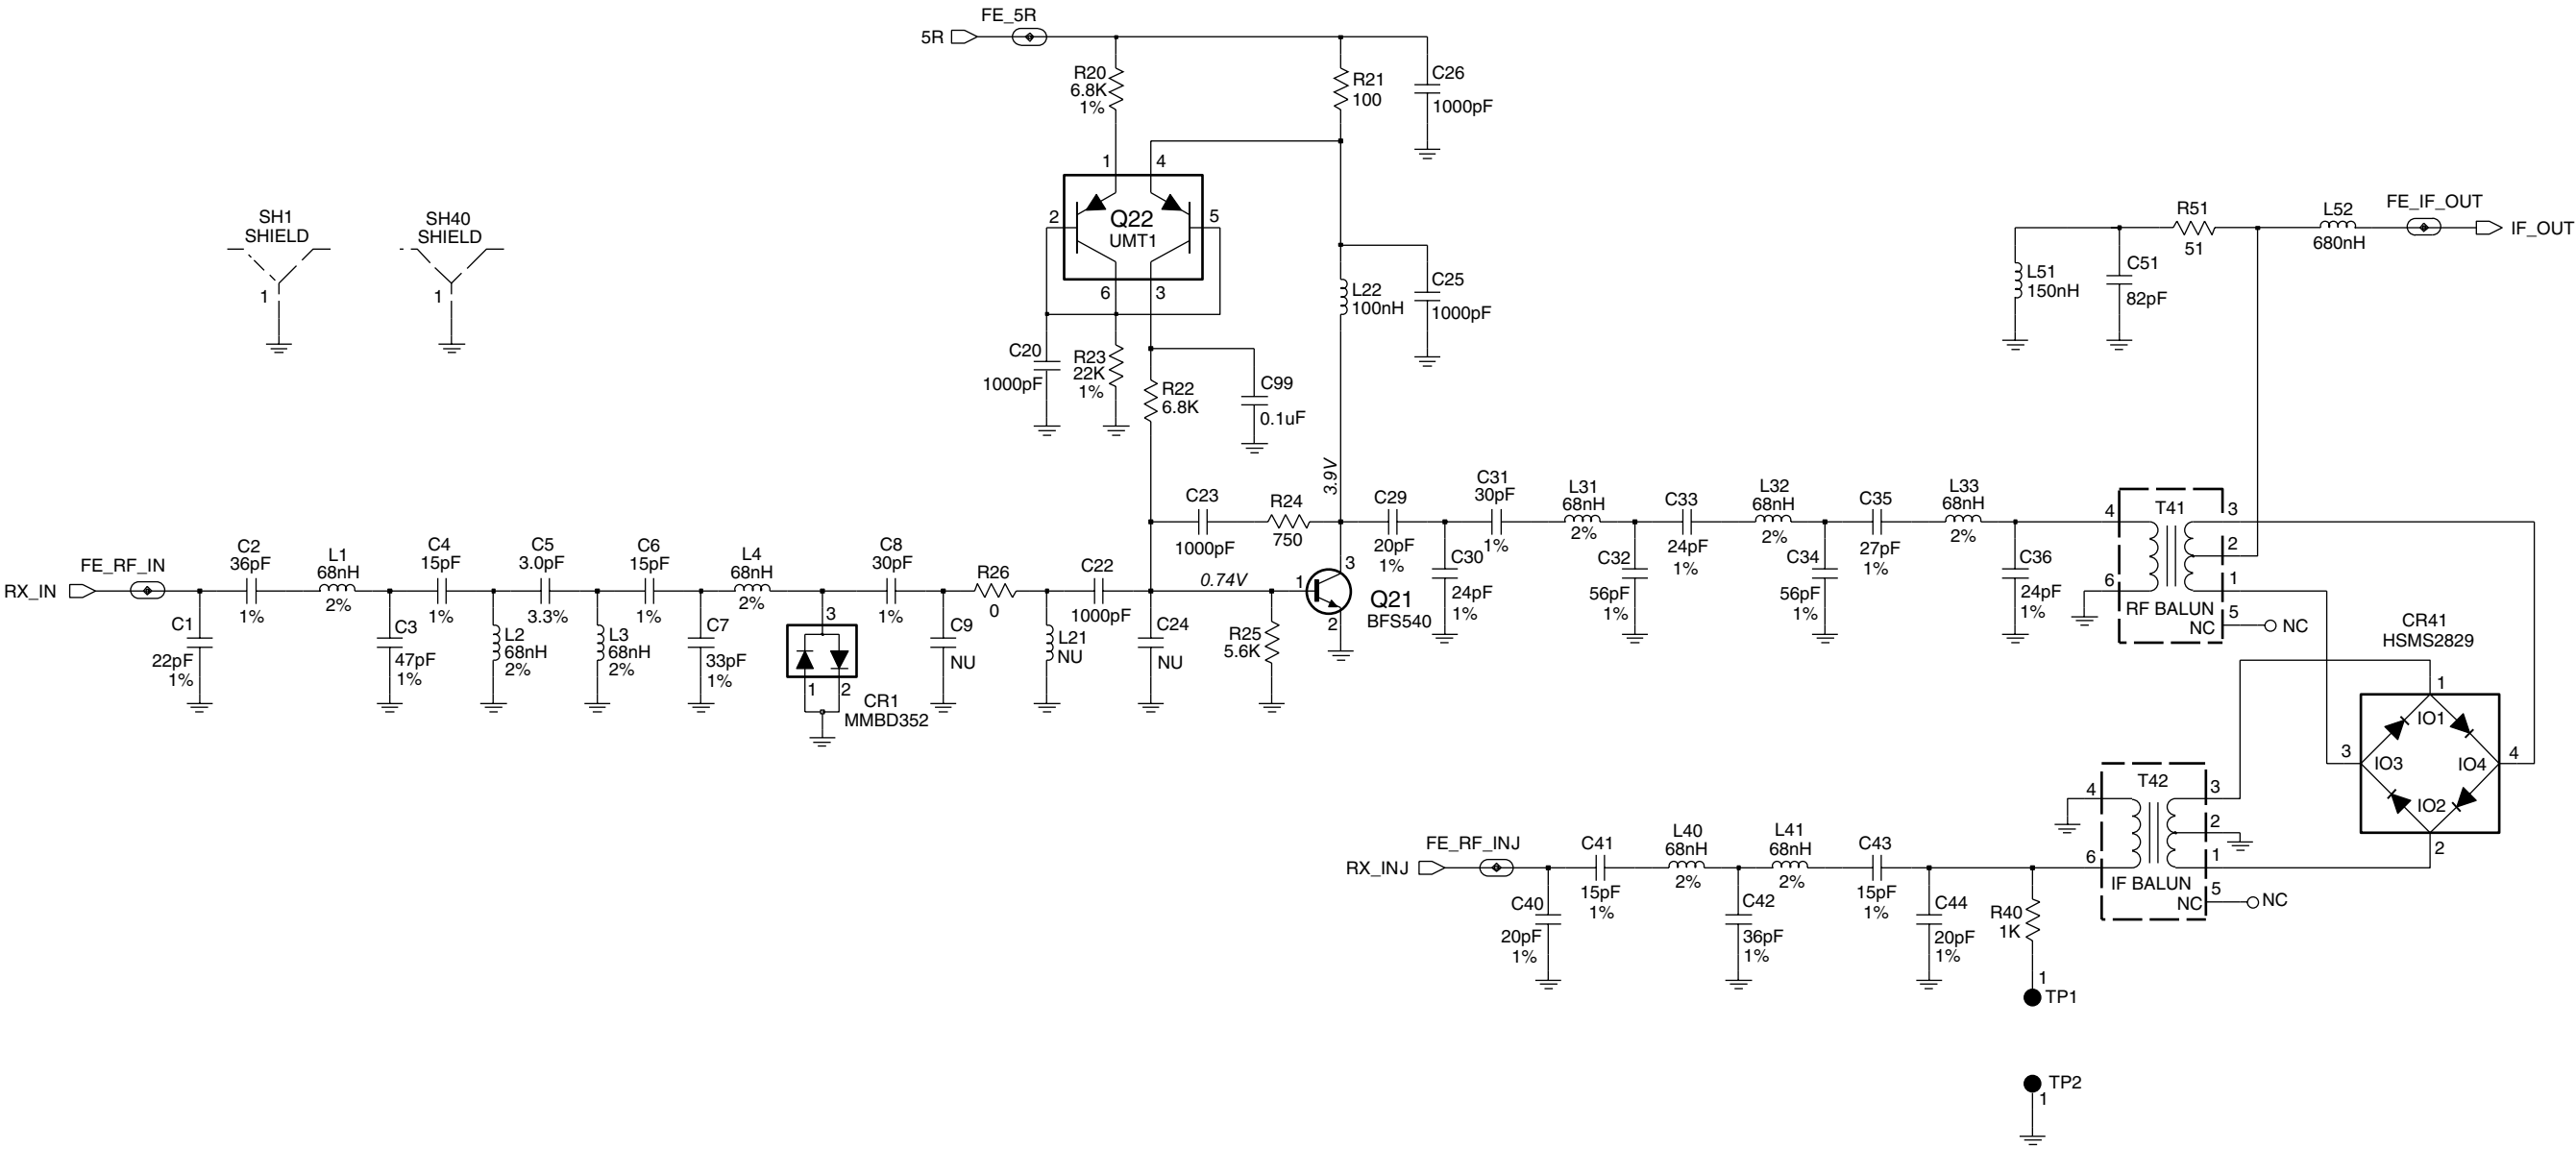 FE_5R
5R
R20
6.8K
1%
R21
100
C26
1000pF
1
4
2
Q22
UMT1
5
6
3
SH1
SHIELD
1
SH40
SHIELD
1
C20
1000pF
R23
22K
1%
R22
6.8K
C99
0.1uF
L22
100nH
C25
1000pF
3.9V
R51
51
L52
680nH
FE_IF_OUT
IF_OUT
L51
150nH
C51
82pF
RX_IN
FE_RF_IN
C1
22pF
1%
C2
36pF
1%
L1
68nH
2%
C3
47pF
1%
C4
15pF
1%
L2
68nH
2%
C5
3.0pF
3.3%
L3
68nH
2%
C6
15pF
1%
C7
33pF
1%
L4
68nH
2%
3
1
2
CR1
MMBD352
C8
30pF
1%
C9
NU
R26
0
L21
NU
C22
1000pF
C24
NU
C23
1000pF
R24
750
0.74V
R25
5.6K
1
3
2
Q21
BFS540
C29
20pF
1%
C30
24pF
1%
C31
30pF
1%
L31
68nH
2%
C32
56pF
1%
C33
24pF
1%
L32
68nH
2%
C34
56pF
1%
C35
27pF
1%
L33
68nH
2%
C36
24pF
1%
4
T41
3
2
6
1
RF BALUN
5
NC
NC
CR41
HSMS2829
1
IO1
3
IO3
IO4
4
IO2
2
RX_INJ
FE_RF_INJ
C40
20pF
1%
C41
15pF
1%
L40
68nH
2%
C42
36pF
1%
L41
68nH
2%
C43
15pF
1%
C44
20pF
1%
R40
1K
1
TP1
TP2
1
T42
4
3
2
6
1
IF BALUN
5
NC
NC